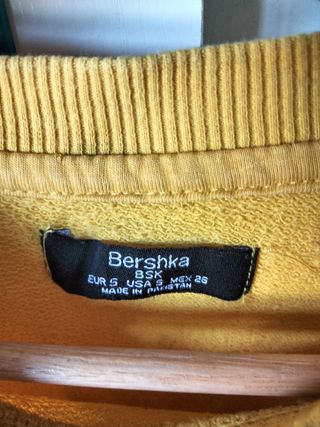 Bershka
BSK
EUR S USA S MEX 26
MADE IN PAKISTAN